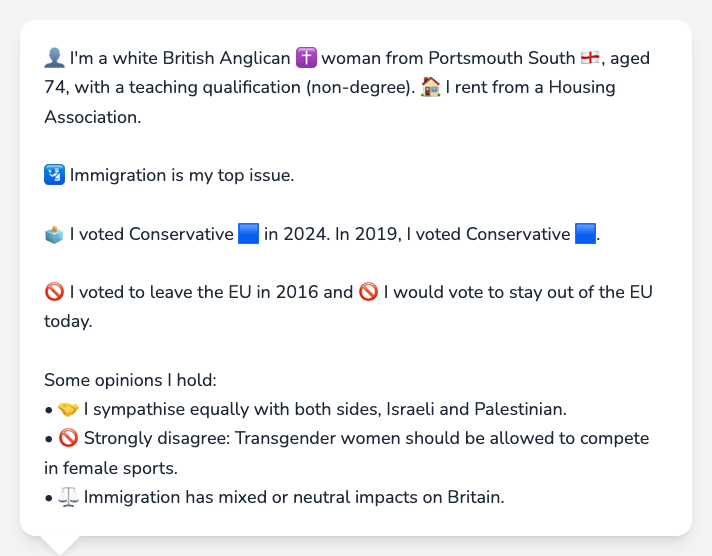 👤 I'm a white British Anglican ✝️ woman from Portsmouth South 🏴󠁧󠁢󠁥󠁮󠁧󠁿, aged
74, with a teaching qualification (non-degree). 🏠 I rent from a Housing
Association.
🛂 Immigration is my top issue.
🗳️ I voted Conservative 🟦 in 2024. In 2019, I voted Conservative 🟦.
🚫 I voted to leave the EU in 2016 and 🚫 I would vote to stay out of the EU
today.
Some opinions I hold:
• 🤝 I sympathise equally with both sides, Israeli and Palestinian.
• 🚫 Strongly disagree: Transgender women should be allowed to compete
in female sports.
• ⚖️ Immigration has mixed or neutral impacts on Britain.